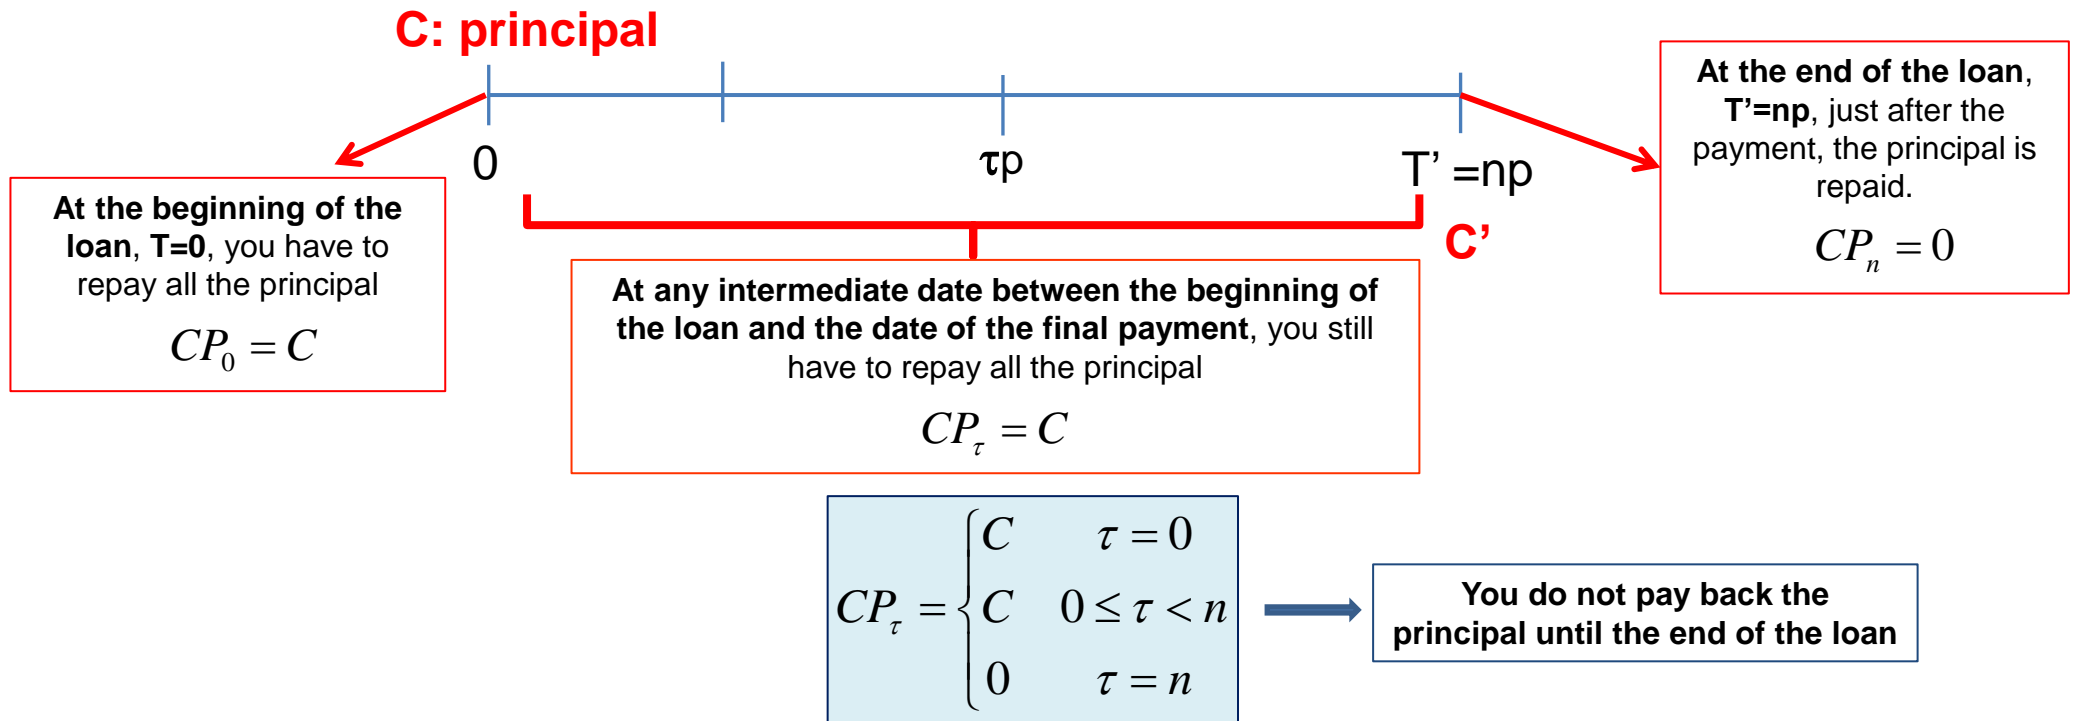 C: principal
0
τp
T’ =np
C’
At the beginning of the
loan, T=0, you have to
repay all the principal
CP₀ = C
At any intermediate date between the beginning of
the loan and the date of the final payment, you still
have to repay all the principal
CP_τ = C
At the end of the loan,
T’=np, just after the
payment, the principal is
repaid.
CPₙ = 0
CP_τ = {
C τ = 0
C 0 ≤ τ < n
0 τ = n
You do not pay back the
principal until the end of the loan